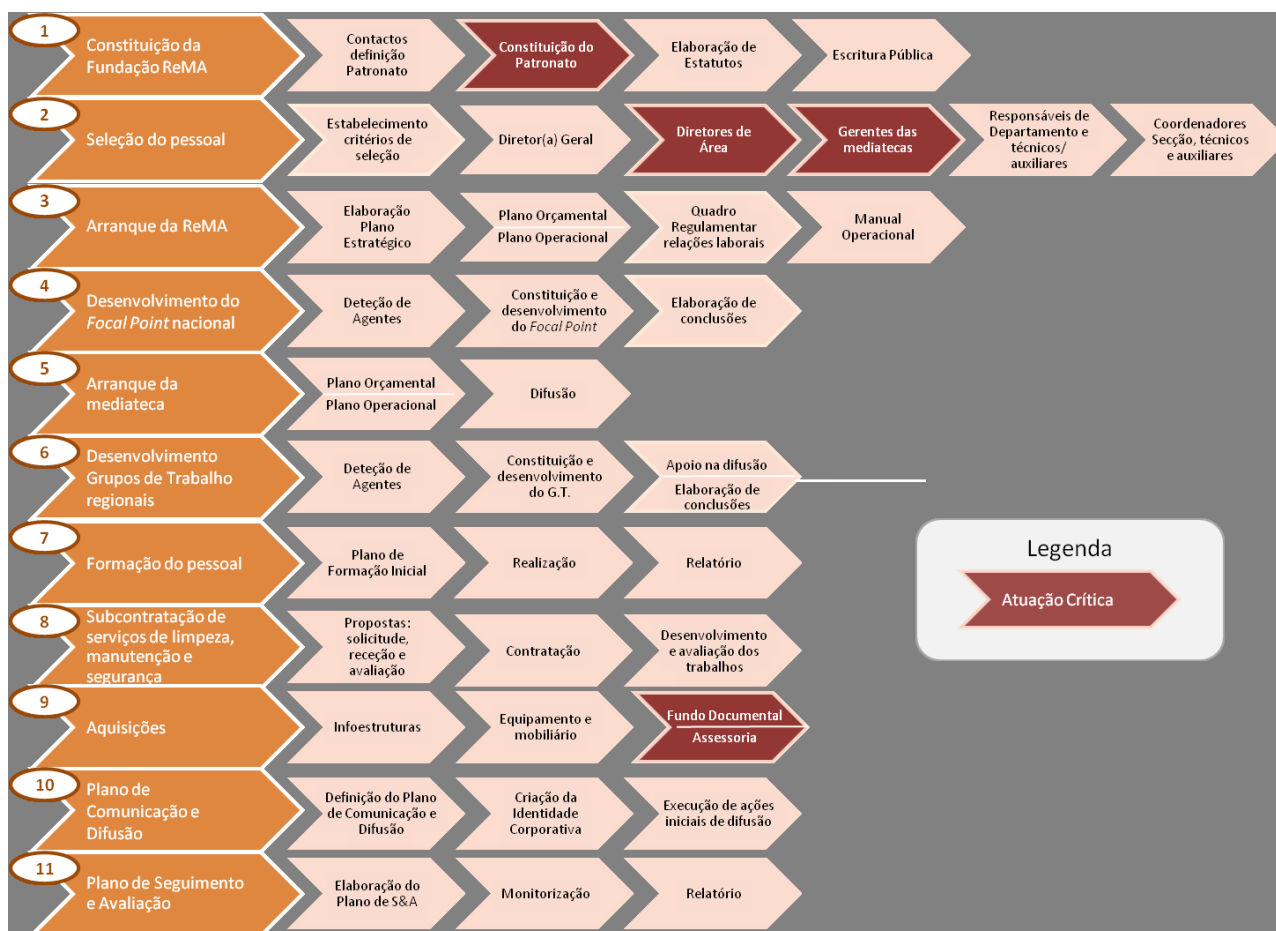 1
Constituição da
Fundação ReMA
Contactos
definição
Patronato
Constituição do
Patronato
Elaboração de
Estatutos
Escritura Pública
2
Seleção do pessoal
Estabelecimento
critérios de
seleção
Diretor(a) Geral
Diretores de
Área
Gerentes das
mediatecas
Responsáveis de
Departamento e
técnicos/
auxiliares
Coordenadores
Secção, técnicos
e auxiliares
3
Arranque da ReMA
Elaboração
Plano
Estratégico
Plano Orçamental
Plano Operacional
Quadro
Regulamentar
relações laborais
Manual
Operacional
4
Desenvolvimento do
Focal Point nacional
Deteção de
Agentes
Constituição e
desenvolvimento
do Focal Point
Elaboração de
conclusões
5
Arranque da
mediateca
Plano Orçamental
Plano Operacional
Difusão
6
Desenvolvimento
Grupos de Trabalho
regionais
Deteção de
Agentes
Constituição e
desenvolvimento
do G.T.
Apoio na difusão
Elaboração de
conclusões
7
Formação do pessoal
Plano de
Formação Inicial
Realização
Relatório
Legenda
Atuação Crítica
8
Subcontratação de
serviços de limpeza,
manutenção e
segurança
Propostas:
solicitude,
receção e
avaliação
Contratação
Desenvolvimento
e avaliação dos
trabalhos
9
Aquisições
Infoestruturas
Equipamento e
mobiliário
Fundo Documental
Assessoria
10
Plano de
Comunicação e
Difusão
Definição do Plano
de Comunicação e
Difusão
Criação da
Identidade
Corporativa
Execução de ações
iniciais de difusão
11
Plano de Seguimento
e Avaliação
Elaboração do
Plano de S&A
Monitorização
Relatório